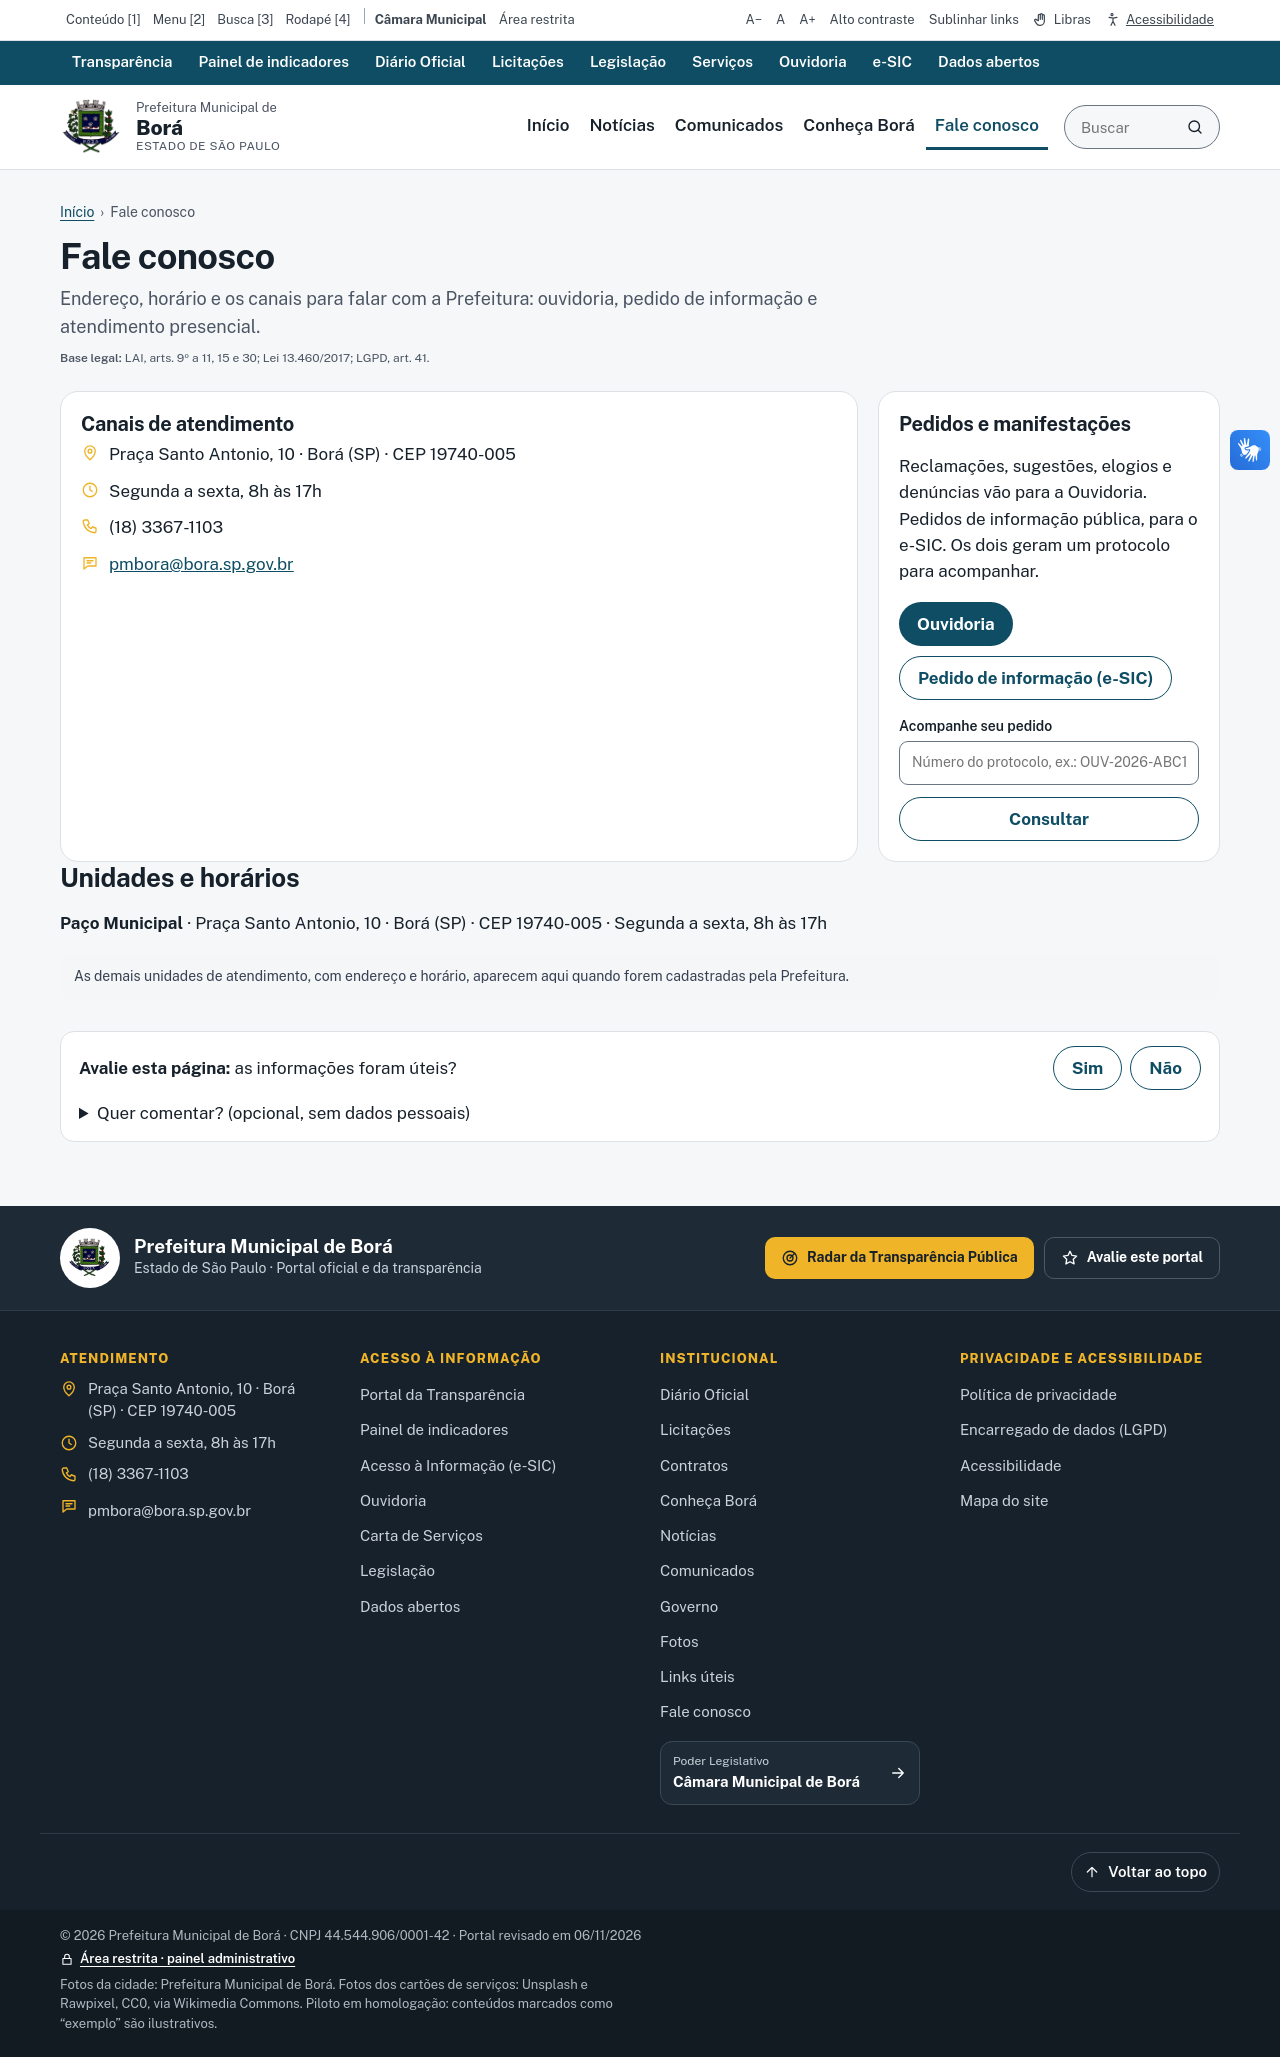 Conteúdo [1] Menu [2] Busca [3] Rodapé [4] Câmara Municipal Área restrita A− A A+ Alto contraste Sublinhar links Libras Acessibilidade
Transparência Painel de indicadores Diário Oficial Licitações Legislação Serviços Ouvidoria e-SIC Dados abertos
Prefeitura Municipal de
Borá
ESTADO DE SÃO PAULO
Início Notícias Comunicados Conheça Borá Fale conosco Buscar
Início › Fale conosco
Fale conosco
Endereço, horário e os canais para falar com a Prefeitura: ouvidoria, pedido de informação e
atendimento presencial.
Base legal: LAI, arts. 9º a 11, 15 e 30; Lei 13.460/2017; LGPD, art. 41.
Canais de atendimento
Praça Santo Antonio, 10 · Borá (SP) · CEP 19740-005
Segunda a sexta, 8h às 17h
(18) 3367-1103
pmbora@bora.sp.gov.br
Pedidos e manifestações
Reclamações, sugestões, elogios e
denúncias vão para a Ouvidoria.
Pedidos de informação pública, para o
e-SIC. Os dois geram um protocolo
para acompanhar.
Ouvidoria
Pedido de informação (e-SIC)
Acompanhe seu pedido
Número do protocolo, ex.: OUV-2026-ABC1
Consultar
Unidades e horários
Paço Municipal · Praça Santo Antonio, 10 · Borá (SP) · CEP 19740-005 · Segunda a sexta, 8h às 17h
As demais unidades de atendimento, com endereço e horário, aparecem aqui quando forem cadastradas pela Prefeitura.
Avalie esta página: as informações foram úteis?
Sim Não
Quer comentar? (opcional, sem dados pessoais)
Prefeitura Municipal de Borá
Estado de São Paulo · Portal oficial e da transparência
Radar da Transparência Pública
Avalie este portal
ATENDIMENTO
Praça Santo Antonio, 10 · Borá
(SP) · CEP 19740-005
Segunda a sexta, 8h às 17h
(18) 3367-1103
pmbora@bora.sp.gov.br
ACESSO À INFORMAÇÃO
Portal da Transparência
Painel de indicadores
Acesso à Informação (e-SIC)
Ouvidoria
Carta de Serviços
Legislação
Dados abertos
INSTITUCIONAL
Diário Oficial
Licitações
Contratos
Conheça Borá
Notícias
Comunicados
Governo
Fotos
Links úteis
Fale conosco
Poder Legislativo
Câmara Municipal de Borá
PRIVACIDADE E ACESSIBILIDADE
Política de privacidade
Encarregado de dados (LGPD)
Acessibilidade
Mapa do site
Voltar ao topo
© 2026 Prefeitura Municipal de Borá · CNPJ 44.544.906/0001-42 · Portal revisado em 06/11/2026
Área restrita · painel administrativo
Fotos da cidade: Prefeitura Municipal de Borá. Fotos dos cartões de serviços: Unsplash e
Rawpixel, CC0, via Wikimedia Commons. Piloto em homologação: conteúdos marcados como
“exemplo” são ilustrativos.